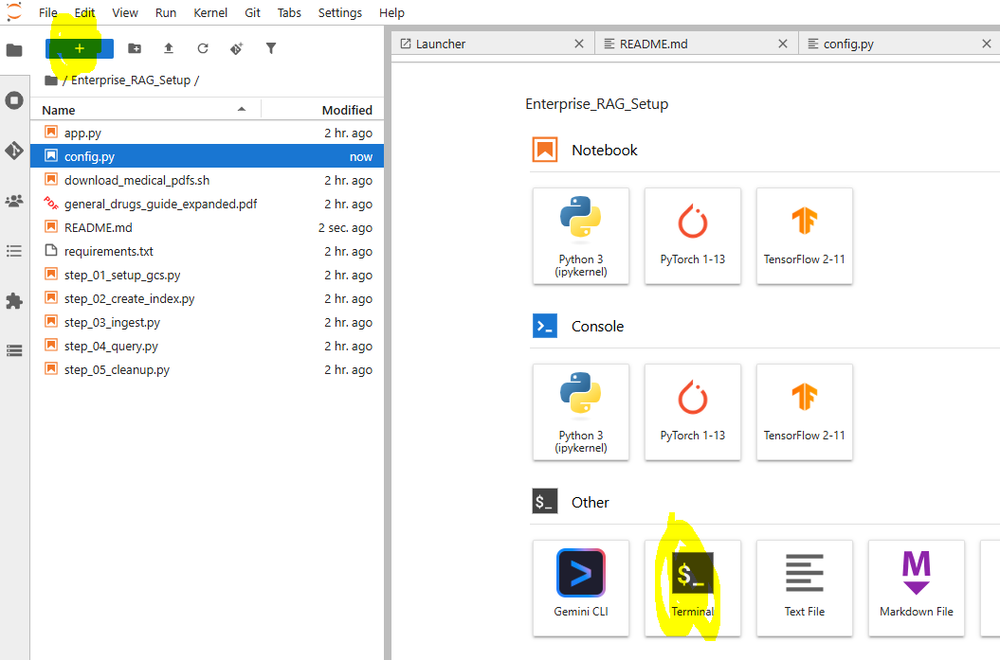 File Edit View Run Kernel Git Tabs Settings Help
+
/ Enterprise_RAG_Setup /
Name Modified
app.py 2 hr. ago
config.py now
download_medical_pdfs.sh 2 hr. ago
PDF general_drugs_guide_expanded.pdf 2 hr. ago
README.md 2 sec. ago
requirements.txt 2 hr. ago
step_01_setup_gcs.py 2 hr. ago
step_02_create_index.py 2 hr. ago
step_03_ingest.py 2 hr. ago
step_04_query.py 2 hr. ago
step_05_cleanup.py 2 hr. ago
Launcher README.md config.py
Enterprise_RAG_Setup
Notebook
Python 3 PyTorch 1-13 TensorFlow 2-11
(ipykernel)
>_ Console
Python 3 PyTorch 1-13 TensorFlow 2-11
(ipykernel)
$_ Other
$_ M
Gemini CLI Terminal Text File Markdown File